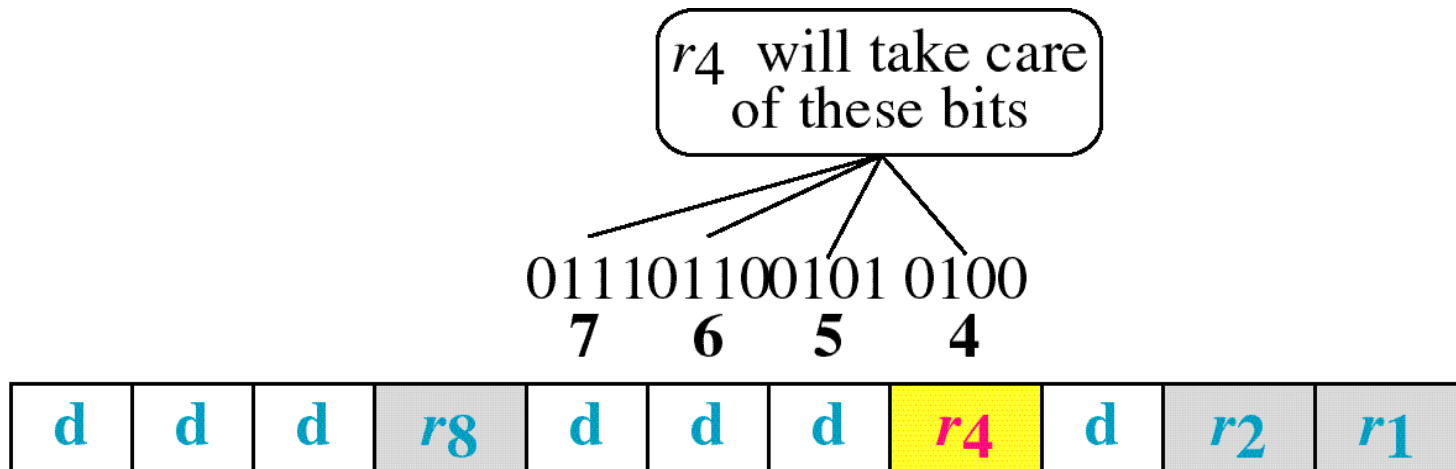 r4 will take care
of these bits
0111 0110 0101 0100
7 6 5 4
d d d r8 d d d r4 d r2 r1